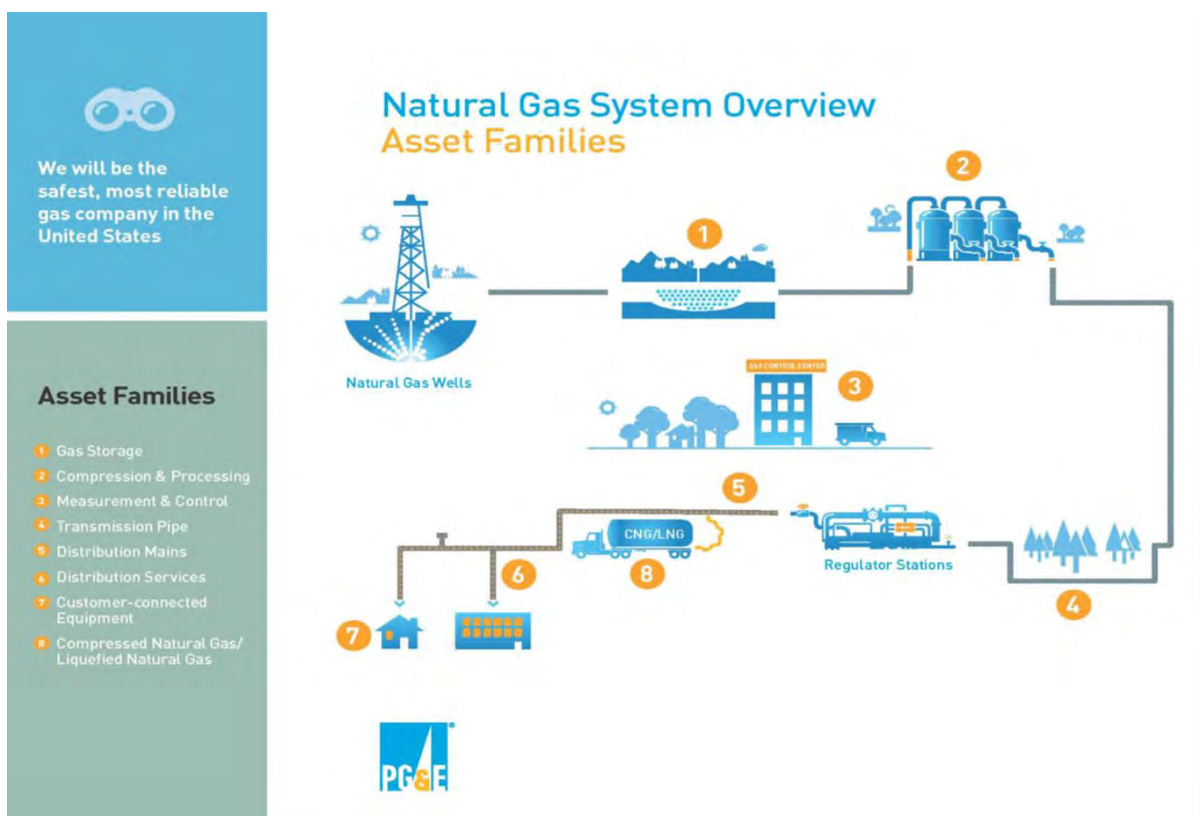 We will be the
safest, most reliable
gas company in the
United States
Asset Families
1 Gas Storage
2 Compression & Processing
3 Measurement & Control
4 Transmission Pipe
5 Distribution Mains
6 Distribution Services
7 Customer-connected
Equipment
8 Compressed Natural Gas/
Liquefied Natural Gas
Natural Gas System Overview
Asset Families
2
1
Natural Gas Wells
GAS CONTROL CENTER
3
5
CNG/LNG
Regulator Stations
6
8
4
7
PG&E®